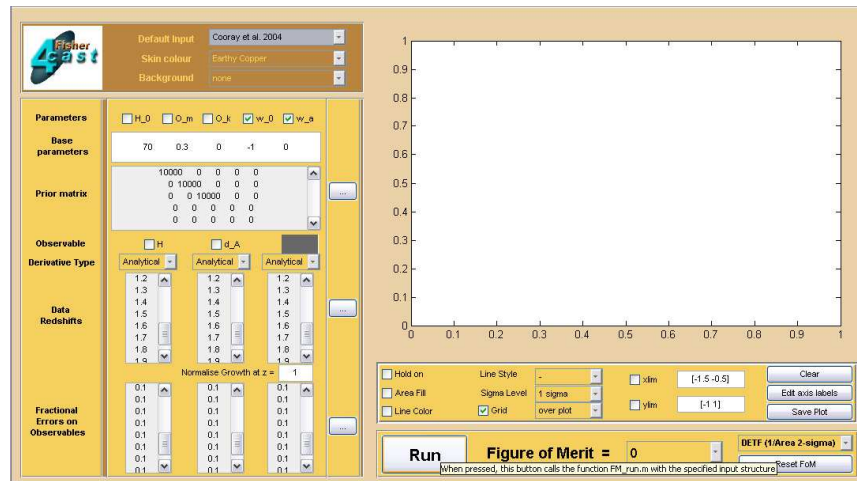 Fisher
4cast
Default Input Cooray et al. 2004
Skin colour Earthy Copper
Background none
Parameters H_0 O_m O_k w_0 w_a
Base parameters 70 0.3 0 -1 0
Prior matrix
10000 0 0 0 0
0 10000 0 0 0
0 0 10000 0 0
0 0 0 0 0
0 0 0 0 0
...
Observable H d_A
Derivative Type Analytical Analytical Analytical
Data Redshifts
1.2 1.2 1.2
1.3 1.3 1.3
1.4 1.4 1.4
1.5 1.5 1.5
1.6 1.6 1.6
1.7 1.7 1.7
1.8 1.8 1.8
1.9 1.9 1.9
...
Normalise Growth at z = 1
Fractional Errors on Observables
0.1 0.1 0.1
0.1 0.1 0.1
0.1 0.1 0.1
0.1 0.1 0.1
0.1 0.1 0.1
0.1 0.1 0.1
0.1 0.1 0.1
0.1 0.1 0.1
...
1
0.9
0.8
0.7
0.6
0.5
0.4
0.3
0.2
0.1
0
0 0.1 0.2 0.3 0.4 0.5 0.6 0.7 0.8 0.9 1
Hold on Line Style - xlim [-1.5 -0.5] Clear
Area Fill Sigma Level 1 sigma Edit axis labels
Line Color Grid over plot ylim [-1 1] Save Plot
Run Figure of Merit = 0 DETF (1/Area 2-sigma)
Reset FoM
When pressed, this button calls the function FM_run.m with the specified input structure